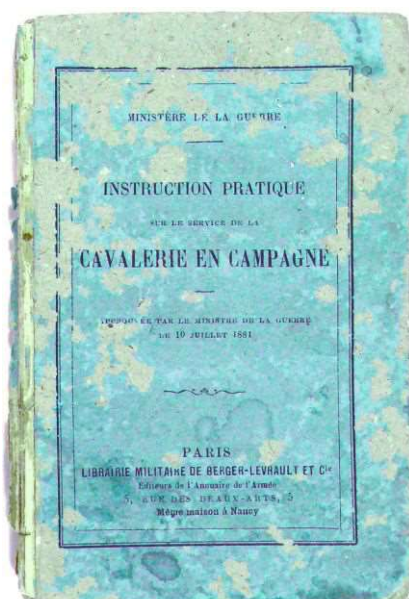 MINISTÈRE DE LA GUERRE
INSTRUCTION PRATIQUE
SUR LE SERVICE DE LA
CAVALERIE EN CAMPAGNE
APPROUVÉE PAR LE MINISTRE DE LA GUERRE
LE 10 JUILLET 1881
PARIS
LIBRAIRIE MILITAIRE DE BERGER-LEVRAULT ET Cie
Éditeurs de l'Annuaire de l'Armée
5, RUE DES BEAUX-ARTS, 5
Même maison à Nancy